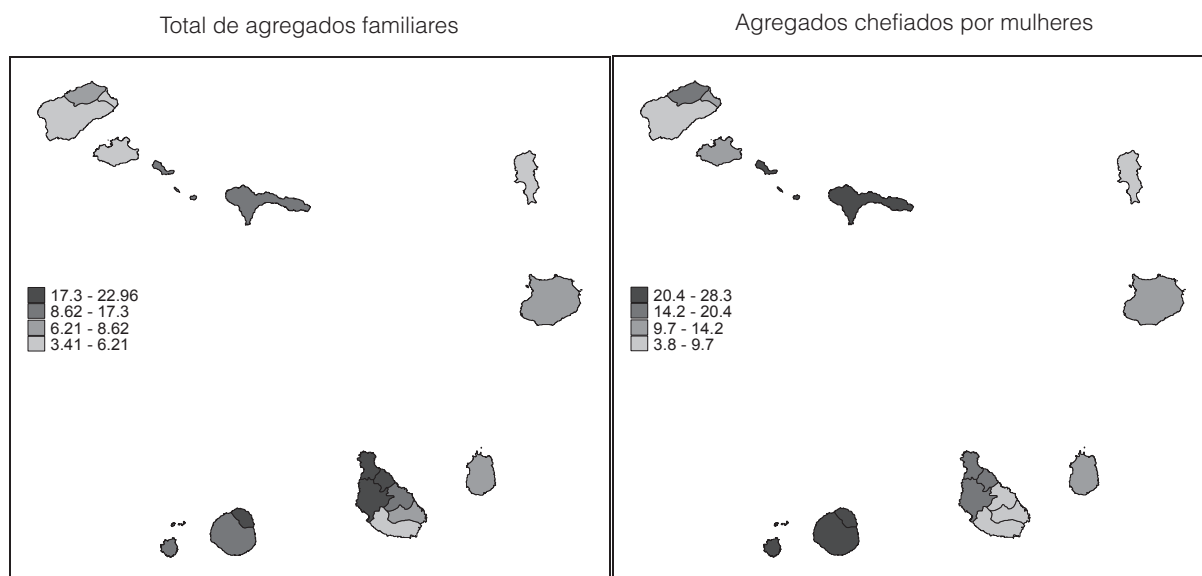 Total de agregados familiares
Agregados chefiados por mulheres
17.3 - 22.96
8.62 - 17.3
6.21 - 8.62
3.41 - 6.21
20.4 - 28.3
14.2 - 20.4
9.7 - 14.2
3.8 - 9.7